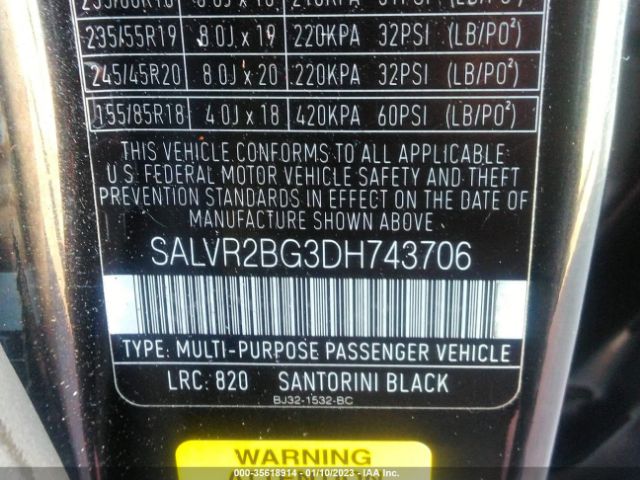 235/55R19 8.0J x 19 220KPA 32PSI (LB/PO²)
245/45R20 8.0J x 20 220KPA 32PSI (LB/PO²)
155/85R18 4.0J x 18 420KPA 60PSI (LB/PO²)
THIS VEHICLE CONFORMS TO ALL APPLICABLE
U.S. FEDERAL MOTOR VEHICLE SAFETY AND THEFT
PREVENTION STANDARDS IN EFFECT ON THE DATE OF
MANUFACTURE SHOWN ABOVE
SALVR2BG3DH743706
TYPE: MULTI-PURPOSE PASSENGER VEHICLE
LRC: 820 SANTORINI BLACK
BJ32-1532-BC
WARNING
000-35618914 - 01/10/2023 - IAA Inc.